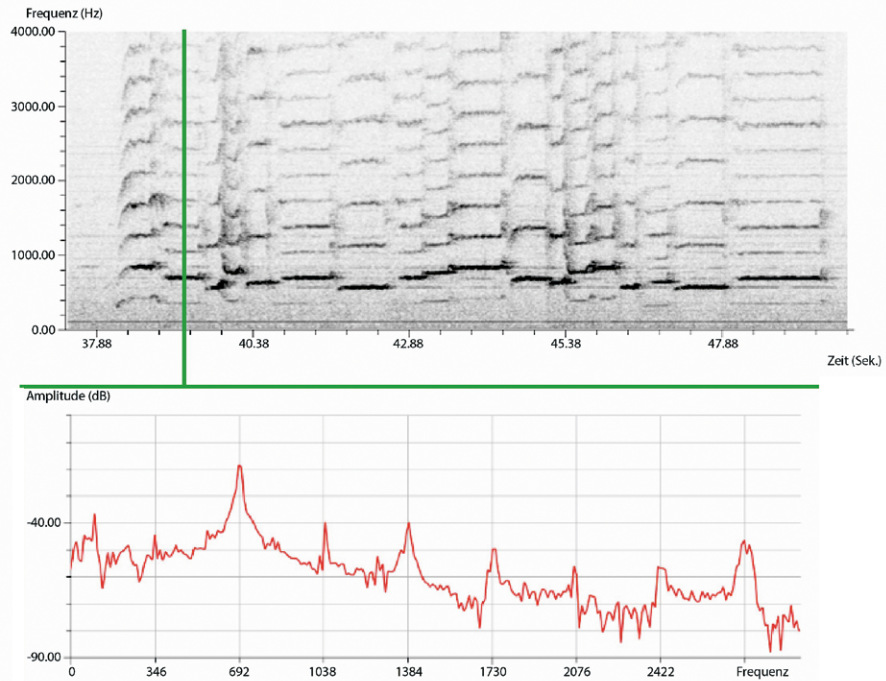 Frequenz (Hz)
4000.00
3000.00
2000.00
1000.00
0.00
37.88 40.38 42.88 45.38 47.88
Zeit (Sek.)
Amplitude (dB)
-40.00
-90.00
0 346 692 1038 1384 1730 2076 2422 Frequenz